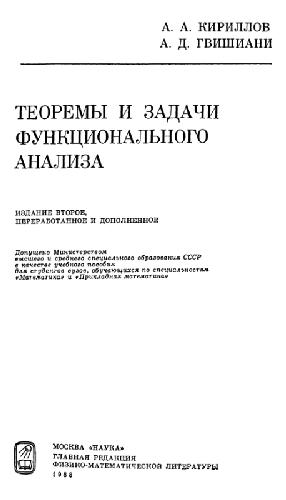 А. А. КИРИЛЛОВ
А. Д. ГВИШИАНИ
ТЕОРЕМЫ И ЗАДАЧИ
ФУНКЦИОНАЛЬНОГО
АНАЛИЗА
ИЗДАНИЕ ВТОРОЕ,
ПЕРЕРАБОТАННОЕ И ДОПОЛНЕННОЕ
Допущено Министерством
высшего и среднего специального образования СССР
в качестве учебного пособия
для студентов вузов, обучающихся по специальностям
«Математика» и «Прикладная математика»
МОСКВА «НАУКА»
ГЛАВНАЯ РЕДАКЦИЯ
ФИЗИКО-МАТЕМАТИЧЕСКОЙ ЛИТЕРАТУРЫ
1988